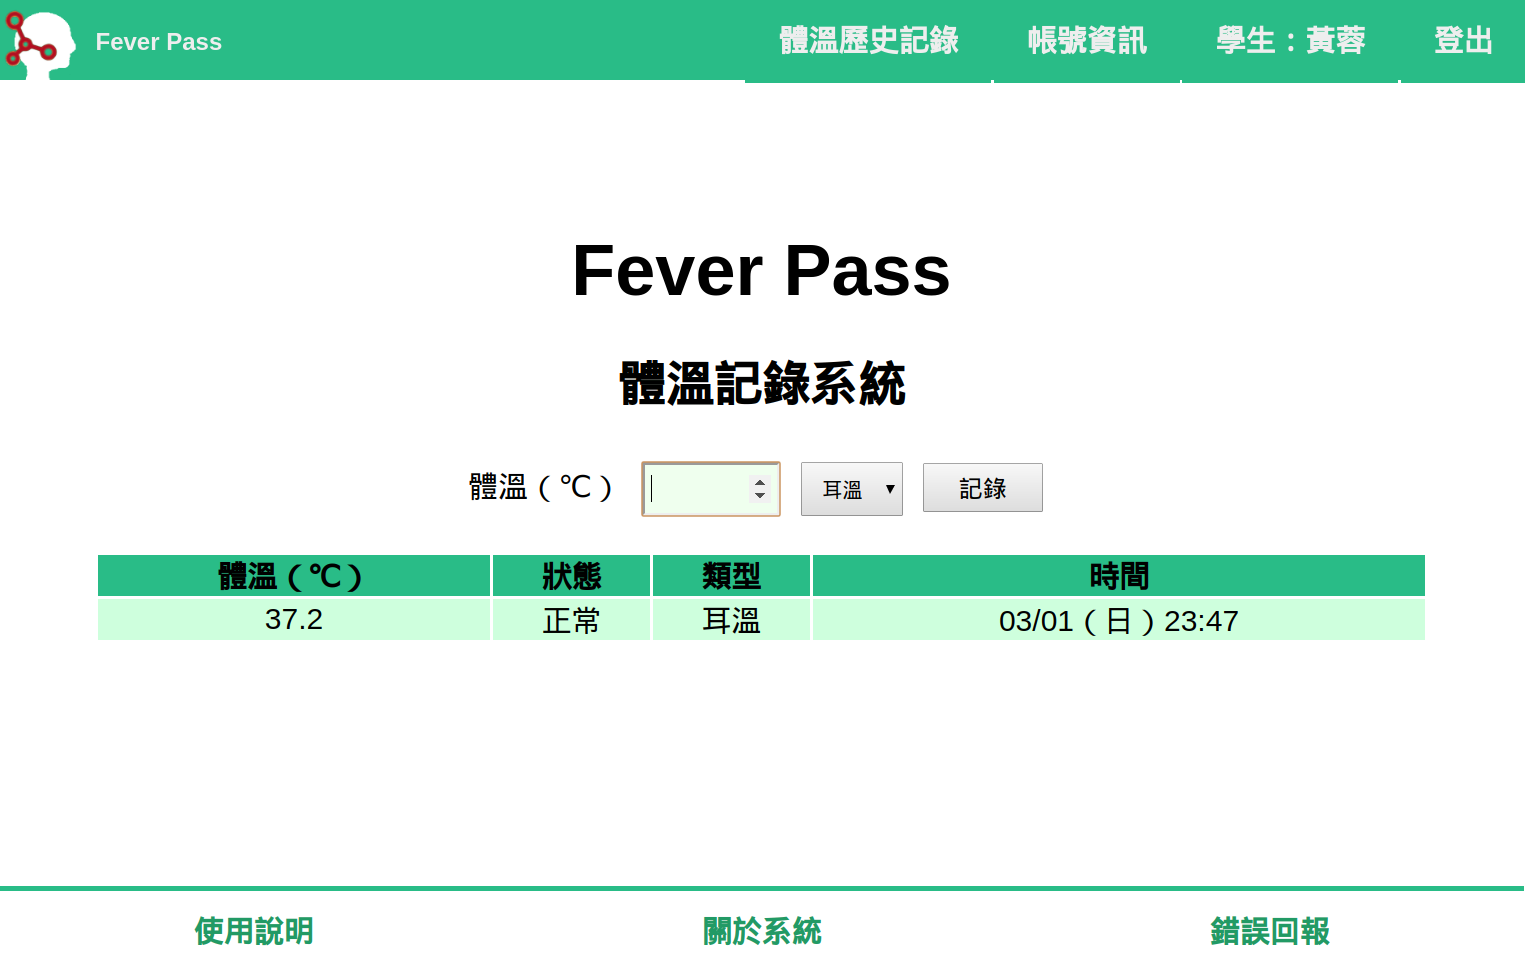 Fever Pass 體溫歷史記錄 帳號資訊 學生：黃蓉 登出
Fever Pass
體溫記錄系統
體溫（℃） 耳溫 記錄
體溫（℃） 狀態 類型 時間
37.2 正常 耳溫 03/01（日）23:47
使用說明 關於系統 錯誤回報